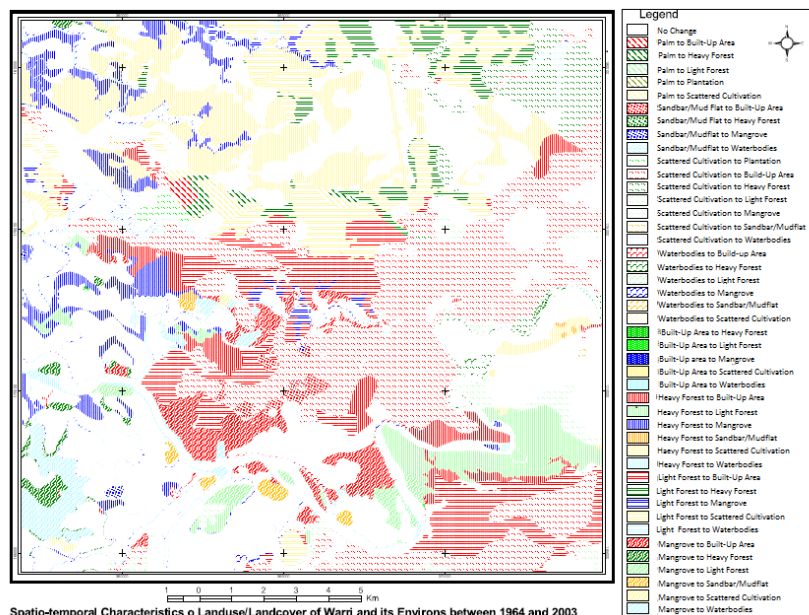 Legend
No Change
Palm to Built-Up Area
Palm to Heavy Forest
Palm to Light Forest
Palm to Plantation
Palm to Scattered Cultivation
Sandbar/Mud Flat to Built-Up Area
Sandbar/Mud Flat to Heavy Forest
Sandbar/Mudflat to Mangrove
Sandbar/Mudflat to Waterbodies
Scattered Cultivation to Plantation
Scattered Cultivation to Build-Up Area
Scattered Cultivation to Heavy Forest
Scattered Cultivation to Light Forest
Scattered Cultivation to Mangrove
Scattered Cultivation to Sandbar/Mudflat
Scattered Cultivation to Waterbodies
Waterbodies to Build-up Area
Waterbodies to Heavy Forest
Waterbodies to Light Forest
Waterbodies to Mangrove
Waterbodies to Sandbar/Mudflat
Waterbodies to Scattered Cultivation
Built-Up Area to Heavy Forest
Built-Up Area to Light Forest
Built-Up area to Mangrove
Built-Up Area to Scattered Cultivation
Built-Up Area to Waterbodies
Heavy Forest to Built-Up Area
Heavy Forest to Light Forest
Heavy Forest to Mangrove
Heavy Forest to Sandbar/Mudflat
Heavy Forest to Scattered Cultivation
Heavy Forest to Waterbodies
Light Forest to Built-Up Area
Light Forest to Heavy Forest
Light Forest to Mangrove
Light Forest to Scattered Cultivation
Light Forest to Waterbodies
Mangrove to Built-Up Area
Mangrove to Heavy Forest
Mangrove to Light Forest
Mangrove to Sandbar/Mudflat
Mangrove to Scattered Cultivation
Mangrove to Waterbodies
1 0 1 2 3 4 5
Km
Spatio-temporal Characteristics o Landuse/Landcover of Warri and its Environs between 1964 and 2003